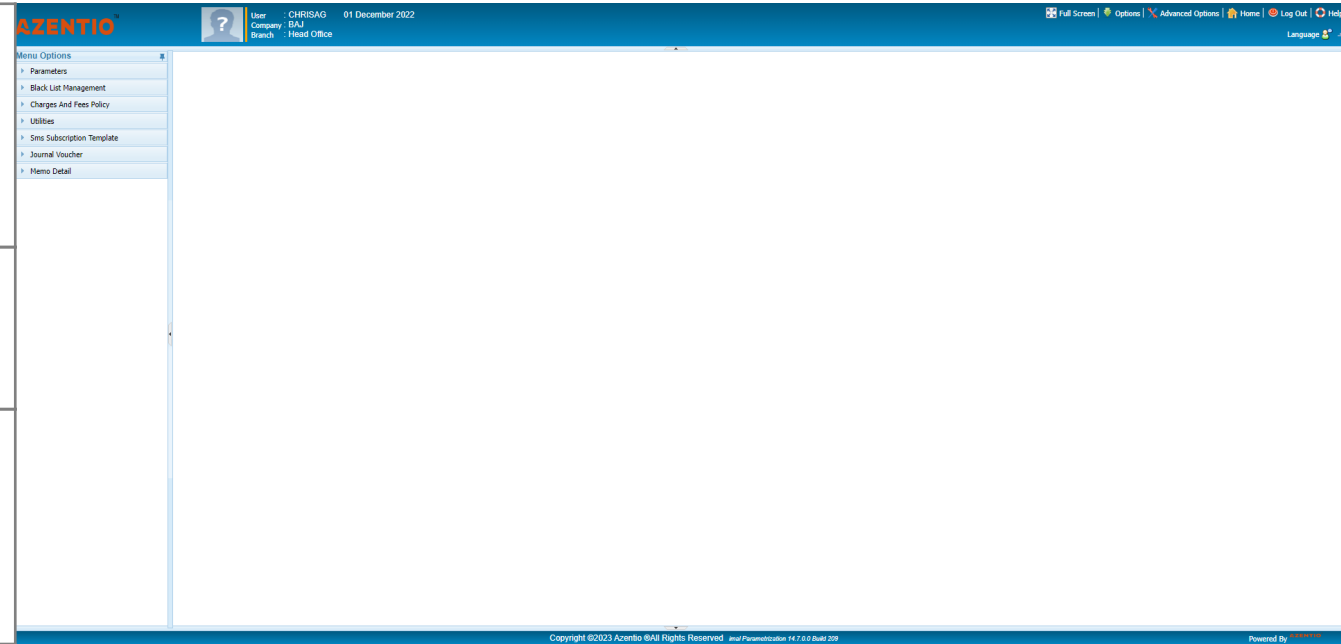 AZENTIO™
?
User : CHRISAG 01 December 2022
Company : BAJ
Branch : Head Office
Full Screen | Options | Advanced Options | Home | Log Out | Help
Language
Menu Options
Parameters
Black List Management
Charges And Fees Policy
Utilities
Sms Subscription Template
Journal Voucher
Memo Detail
Copyright ©2023 Azentio ®All Rights Reserved imal Parametrization 14.7.0.0 Build 209
Powered By AZENTIO